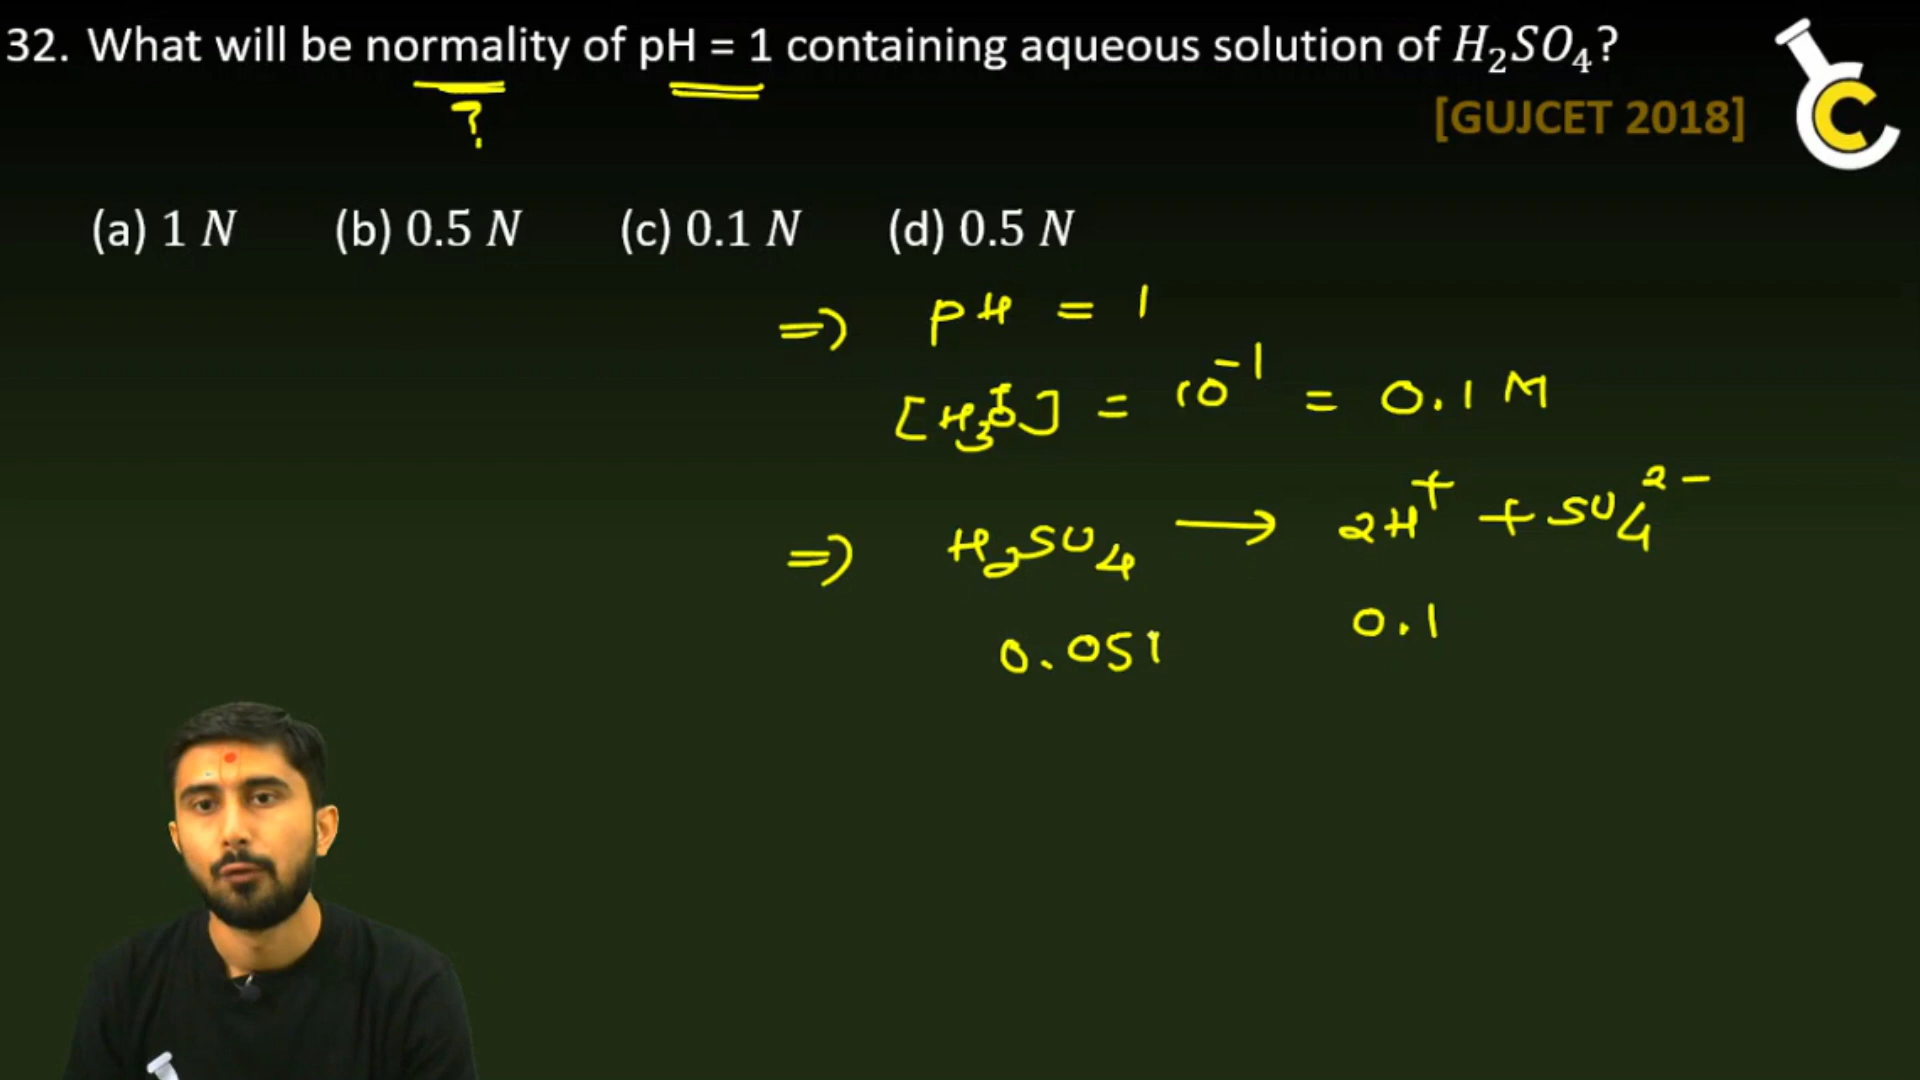 32. What will be normality of pH = 1 containing aqueous solution of H₂SO₄?
?
[GUJCET 2018]
(a) 1 N (b) 0.5 N (c) 0.1 N (d) 0.5 N
⇒ pH = 1
[H₃O⁺] = 10⁻¹ = 0.1 M
⇒ H₂SO₄ → 2H⁺ + SO₄²⁻
0.05 0.1